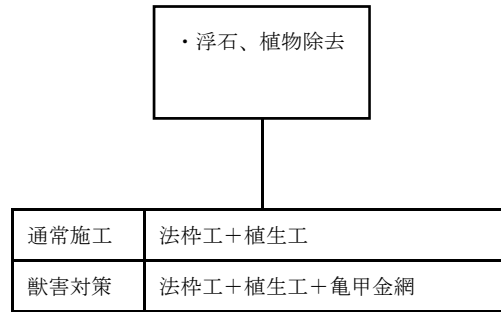 ・浮石、植物除去
通常施工 法枠工＋植生工
獣害対策 法枠工＋植生工＋亀甲金網